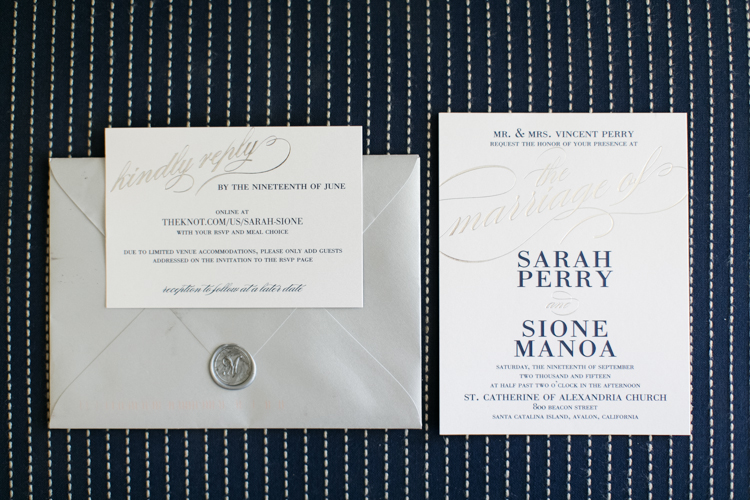 kindly reply
BY THE NINETEENTH OF JUNE
ONLINE AT
THEKNOT.COM/US/SARAH-SIONE
WITH YOUR RSVP AND MEAL CHOICE
DUE TO LIMITED VENUE ACCOMMODATIONS, PLEASE ONLY ADD GUESTS
ADDRESSED ON THE INVITATION TO THE RSVP PAGE
reception to follow at a later date
MR. & MRS. VINCENT PERRY
REQUEST THE HONOR OF YOUR PRESENCE AT
the
marriage of
SARAH
PERRY
and
SIONE
MANOA
SATURDAY, THE NINETEENTH OF SEPTEMBER
TWO THOUSAND AND FIFTEEN
AT HALF PAST TWO O'CLOCK IN THE AFTERNOON
ST. CATHERINE OF ALEXANDRIA CHURCH
800 BEACON STREET
SANTA CATALINA ISLAND, AVALON, CALIFORNIA